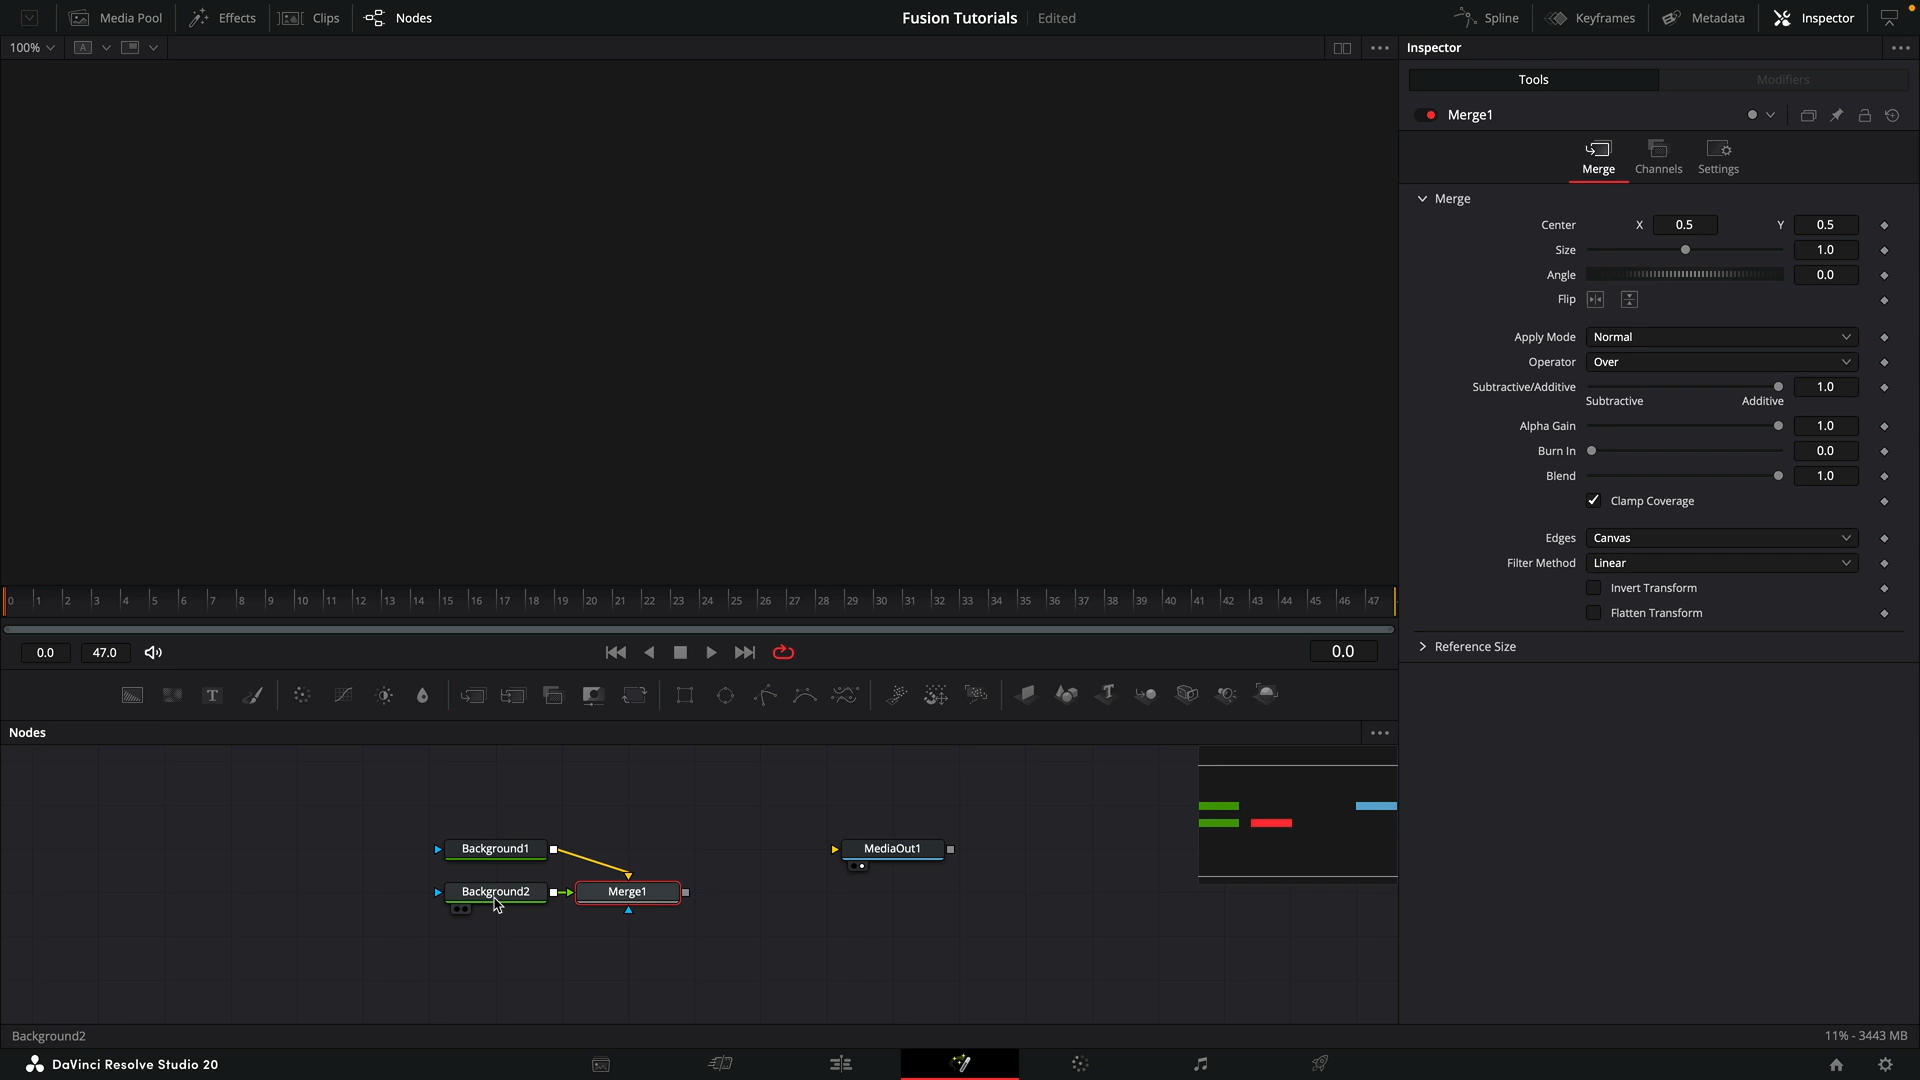 Media Pool
Effects
Clips
Nodes
Fusion Tutorials
Edited
Spline
Keyframes
Metadata
Inspector
100%
A
Inspector
Tools
Modifiers
Merge1
Merge
Channels
Settings
Merge
Center X 0.5 Y 0.5
Size 1.0
Angle 0.0
Flip
Apply Mode Normal
Operator Over
Subtractive/Additive 1.0
Subtractive Additive
Alpha Gain 1.0
Burn In 0.0
Blend 1.0
Clamp Coverage
Edges Canvas
Filter Method Linear
Invert Transform
Flatten Transform
Reference Size
0 1 2 3 4 5 6 7 8 9 10 11 12 13 14 15 16 17 18 19 20 21 22 23 24 25 26 27 28 29 30 31 32 33 34 35 36 37 38 39 40 41 42 43 44 45 46 47
0.0 47.0 0.0
T T
Nodes
Background1
MediaOut1
Background2
Merge1
Background2
11% - 3443 MB
DaVinci Resolve Studio 20